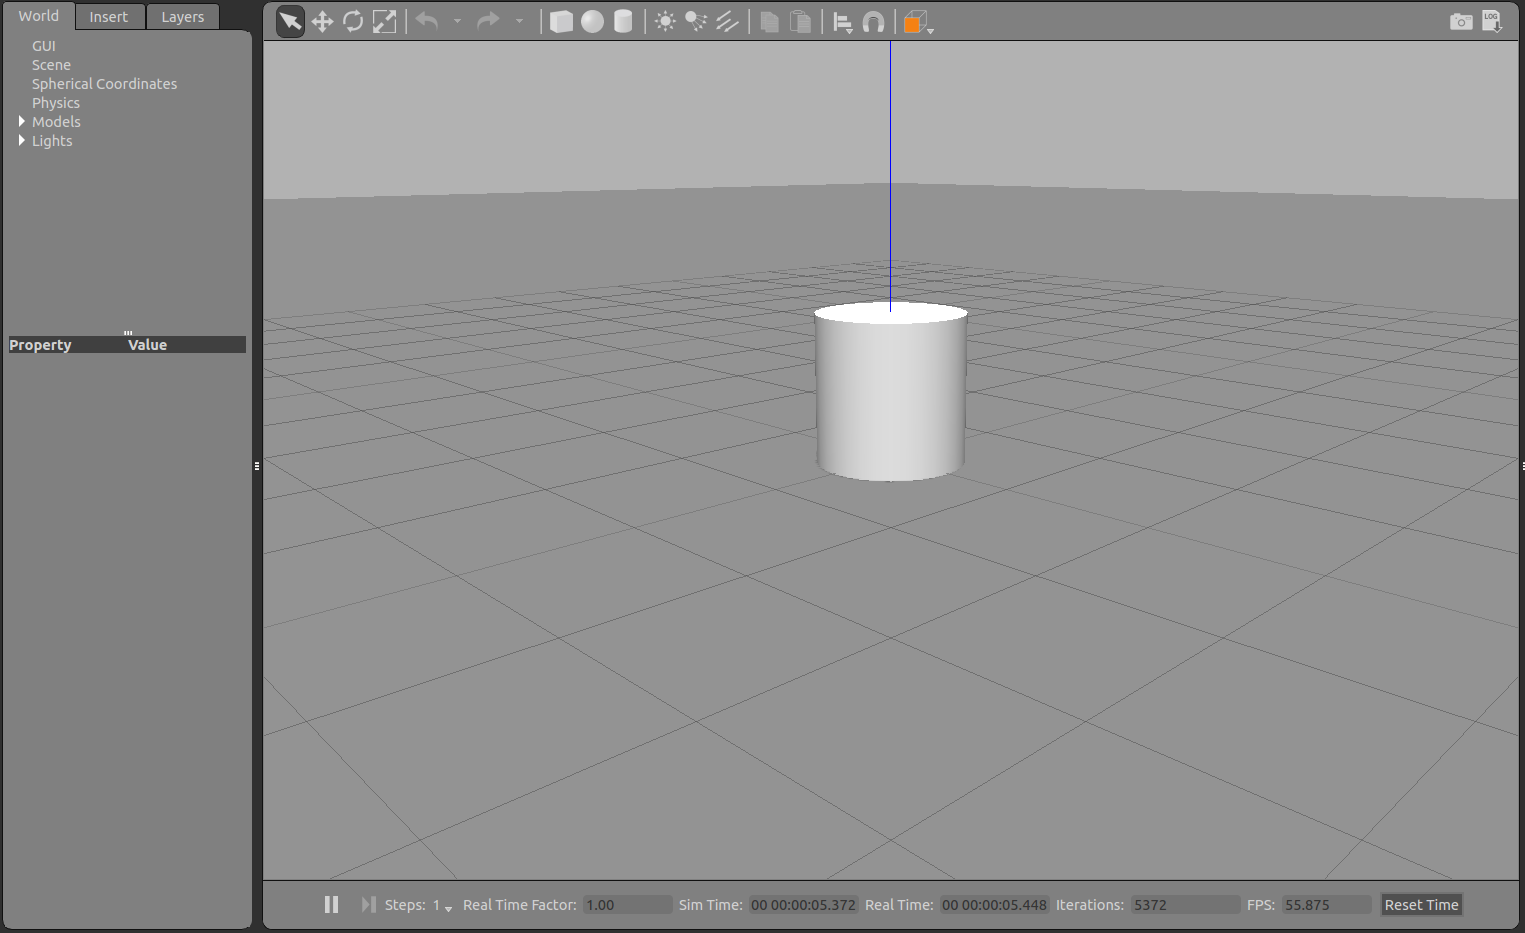 World Insert Layers
LOG
GUI
Scene
Spherical Coordinates
Physics
Models
Lights
Property Value
Steps: 1 Real Time Factor: 1.00 Sim Time: 00 00:00:05.372 Real Time: 00 00:00:05.448 Iterations: 5372 FPS: 55.875 Reset Time